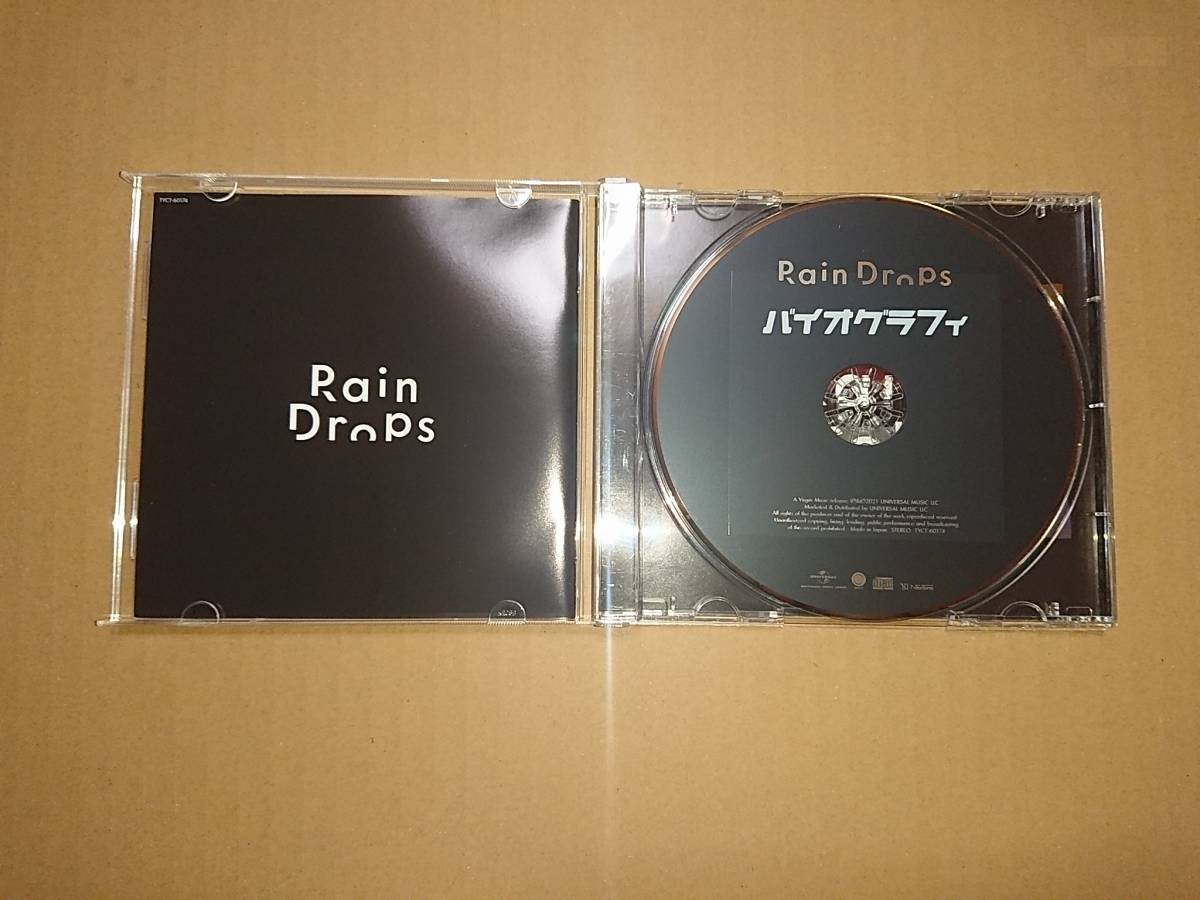 TYCT-60174
Rain
Drops
Rain Drops
バイオグラフィ
A Virgin Music release; ℗&©2021 UNIVERSAL MUSIC LLC
Marketed & Distributed by UNIVERSAL MUSIC LLC
All rights of the producer and of the owner of the work reproduced reserved.
Unauthorized copying, hiring, lending, public performance and broadcasting
of this record prohibited. Made in Japan. STEREO TYCT-60174
UNIVERSAL